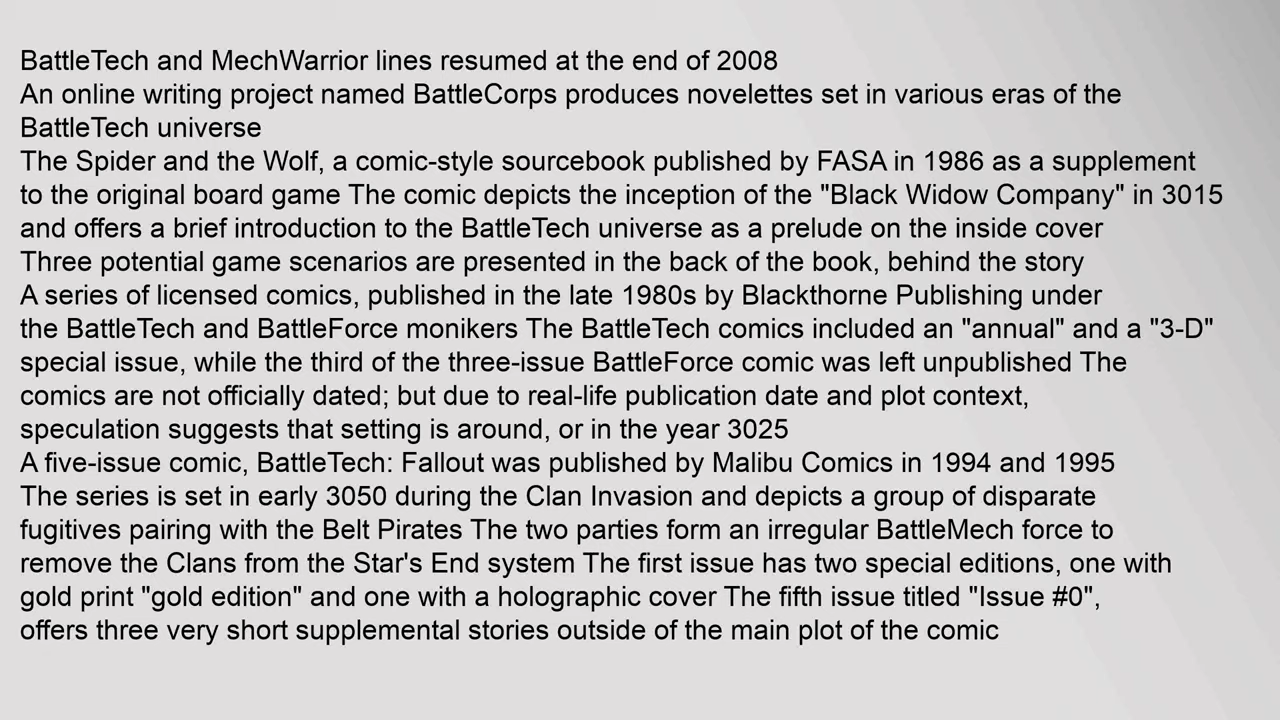 BattleTech and MechWarrior lines resumed at the end of 2008
An online writing project named BattleCorps produces novelettes set in various eras of the
BattleTech universe
The Spider and the Wolf, a comic-style sourcebook published by FASA in 1986 as a supplement
to the original board game The comic depicts the inception of the "Black Widow Company" in 3015
and offers a brief introduction to the BattleTech universe as a prelude on the inside cover
Three potential game scenarios are presented in the back of the book, behind the story
A series of licensed comics, published in the late 1980s by Blackthorne Publishing under
the BattleTech and BattleForce monikers The BattleTech comics included an "annual" and a "3-D"
special issue, while the third of the three-issue BattleForce comic was left unpublished The
comics are not officially dated; but due to real-life publication date and plot context,
speculation suggests that setting is around, or in the year 3025
A five-issue comic, BattleTech: Fallout was published by Malibu Comics in 1994 and 1995
The series is set in early 3050 during the Clan Invasion and depicts a group of disparate
fugitives pairing with the Belt Pirates The two parties form an irregular BattleMech force to
remove the Clans from the Star's End system The first issue has two special editions, one with
gold print "gold edition" and one with a holographic cover The fifth issue titled "Issue #0",
offers three very short supplemental stories outside of the main plot of the comic